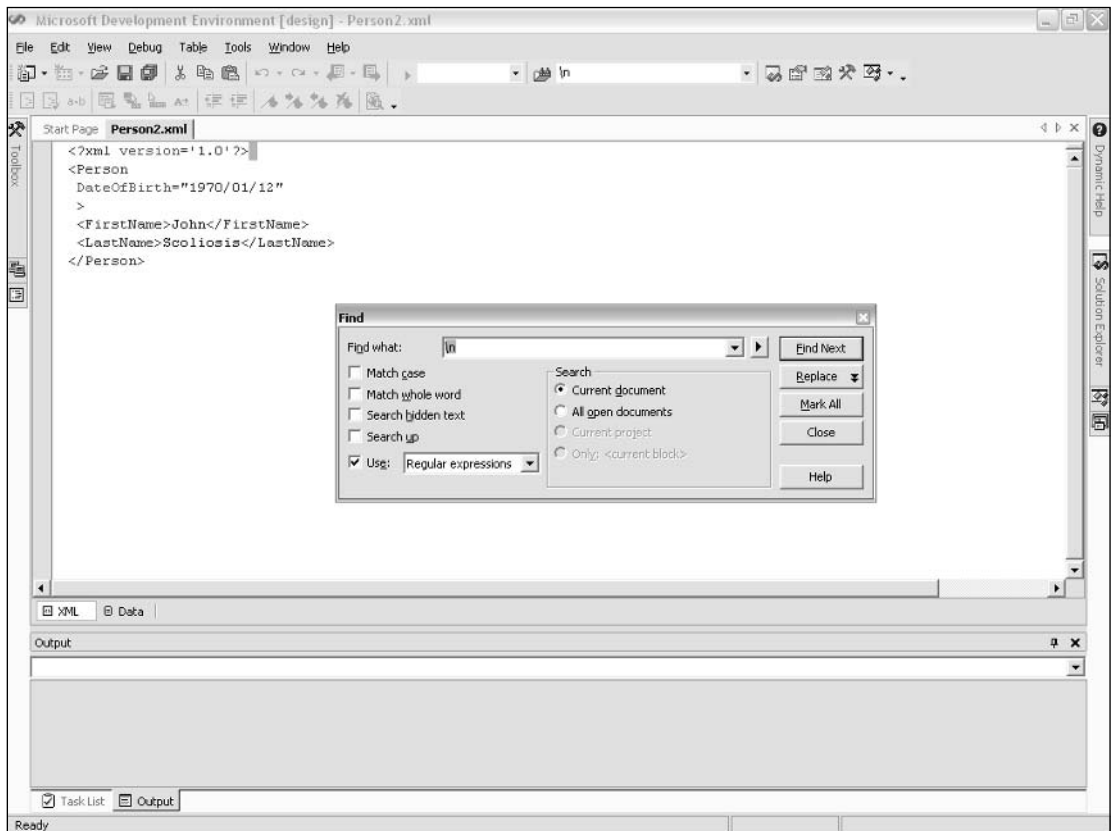 Microsoft Development Environment [design] - Person2.xml
File Edit View Debug Table Tools Window Help
\n
Start Page Person2.xml
Toolbox
<?xml version='1.0'?>
<Person
DateOfBirth="1970/01/12"
>
<FirstName>John</FirstName>
<LastName>Scoliosis</LastName>
</Person>
Dynamic Help
Solution Explorer
Find
Find what: \n
Find Next
Match case
Match whole word
Search hidden text
Search up
Use: Regular expressions
Search
Current document
All open documents
Current project
Only: <current block>
Replace
Mark All
Close
Help
XML Data
Output
Task List Output
Ready